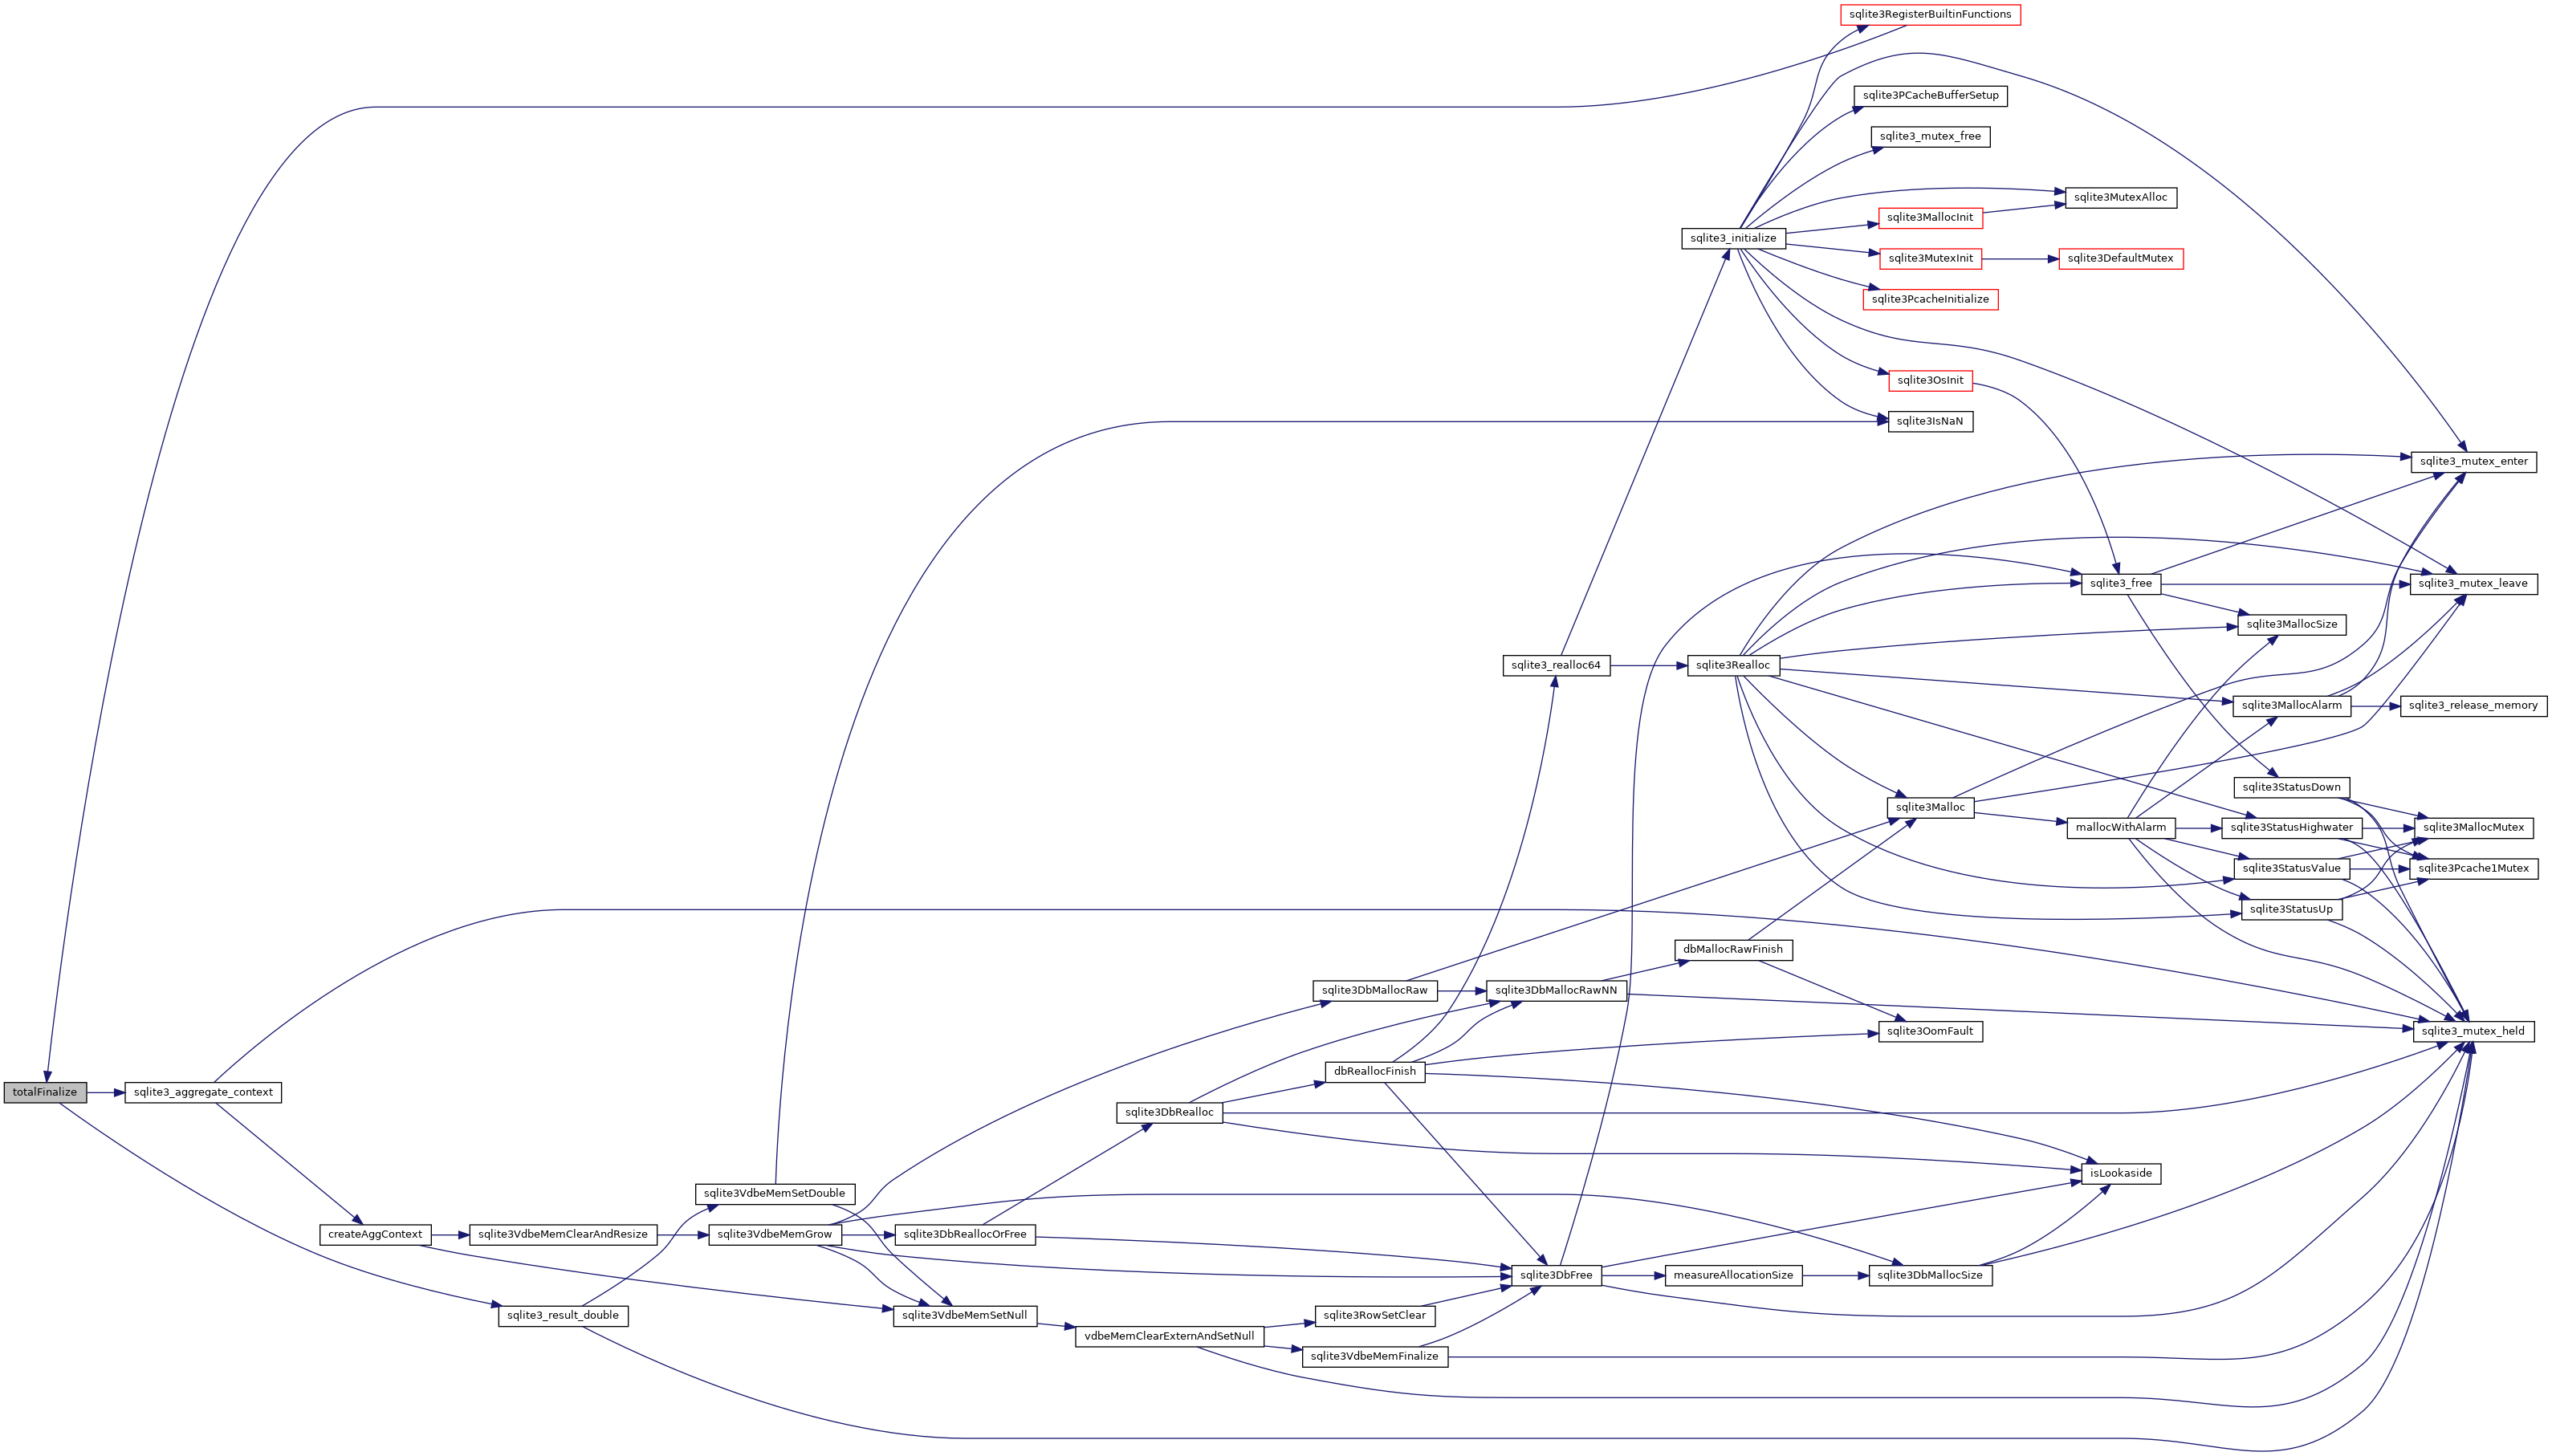 sqlite3RegisterBuiltinFunctions
sqlite3PCacheBufferSetup
sqlite3_mutex_free
sqlite3MutexAlloc
sqlite3MallocInit
sqlite3_initialize
sqlite3MutexInit
sqlite3DefaultMutex
sqlite3PcacheInitialize
sqlite3OsInit
sqlite3IsNaN
sqlite3_mutex_enter
sqlite3_free
sqlite3_mutex_leave
sqlite3MallocSize
sqlite3_realloc64
sqlite3Realloc
sqlite3MallocAlarm
sqlite3_release_memory
sqlite3StatusDown
sqlite3Malloc
mallocWithAlarm
sqlite3StatusHighwater
sqlite3MallocMutex
sqlite3StatusValue
sqlite3Pcache1Mutex
sqlite3StatusUp
dbMallocRawFinish
sqlite3DbMallocRaw
sqlite3DbMallocRawNN
sqlite3OomFault
sqlite3_mutex_held
dbReallocFinish
totalFinalize
sqlite3_aggregate_context
sqlite3DbRealloc
isLookaside
sqlite3VdbeMemSetDouble
createAggContext
sqlite3VdbeMemClearAndResize
sqlite3VdbeMemGrow
sqlite3DbReallocOrFree
sqlite3DbFree
measureAllocationSize
sqlite3DbMallocSize
sqlite3_result_double
sqlite3VdbeMemSetNull
sqlite3RowSetClear
vdbeMemClearExternAndSetNull
sqlite3VdbeMemFinalize